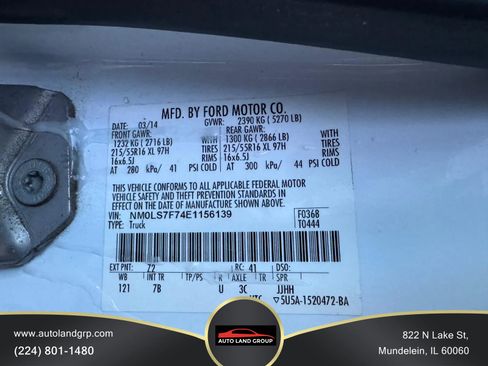 MFD. BY FORD MOTOR CO.
DATE: 03/14 GVWR: 2390 KG ( 5270 LB)
FRONT GAWR: REAR GAWR:
1232 KG ( 2716 LB) WITH 1300 KG ( 2866 LB) WITH
215/55R16 XL 97H TIRES 215/55R16 XL 97H TIRES
16x6.5J RIMS 16x6.5J RIMS
AT 280 kPa/ 41 PSI COLD AT 300 kPa/ 44 PSI COLD
THIS VEHICLE CONFORMS TO ALL APPLICABLE FEDERAL MOTOR
VEHICLE SAFETY AND THEFT PREVENTION STANDARDS IN
EFFECT ON THE DATE OF MANUFACTURE SHOWN ABOVE.
VIN: NM0LS7F74E1156139 F0368
TYPE: Truck T0444
EXT PNT: 72 RC: 41 DSO:
WB INT TR TP/PS R AXLE TR SPR
121 7B U 3C JJHH
▽5U5A-1520472-BA
www.autolandgrp.com
(224) 801-1480
AUTO LAND GROUP
822 N Lake St,
Mundelein, IL 60060